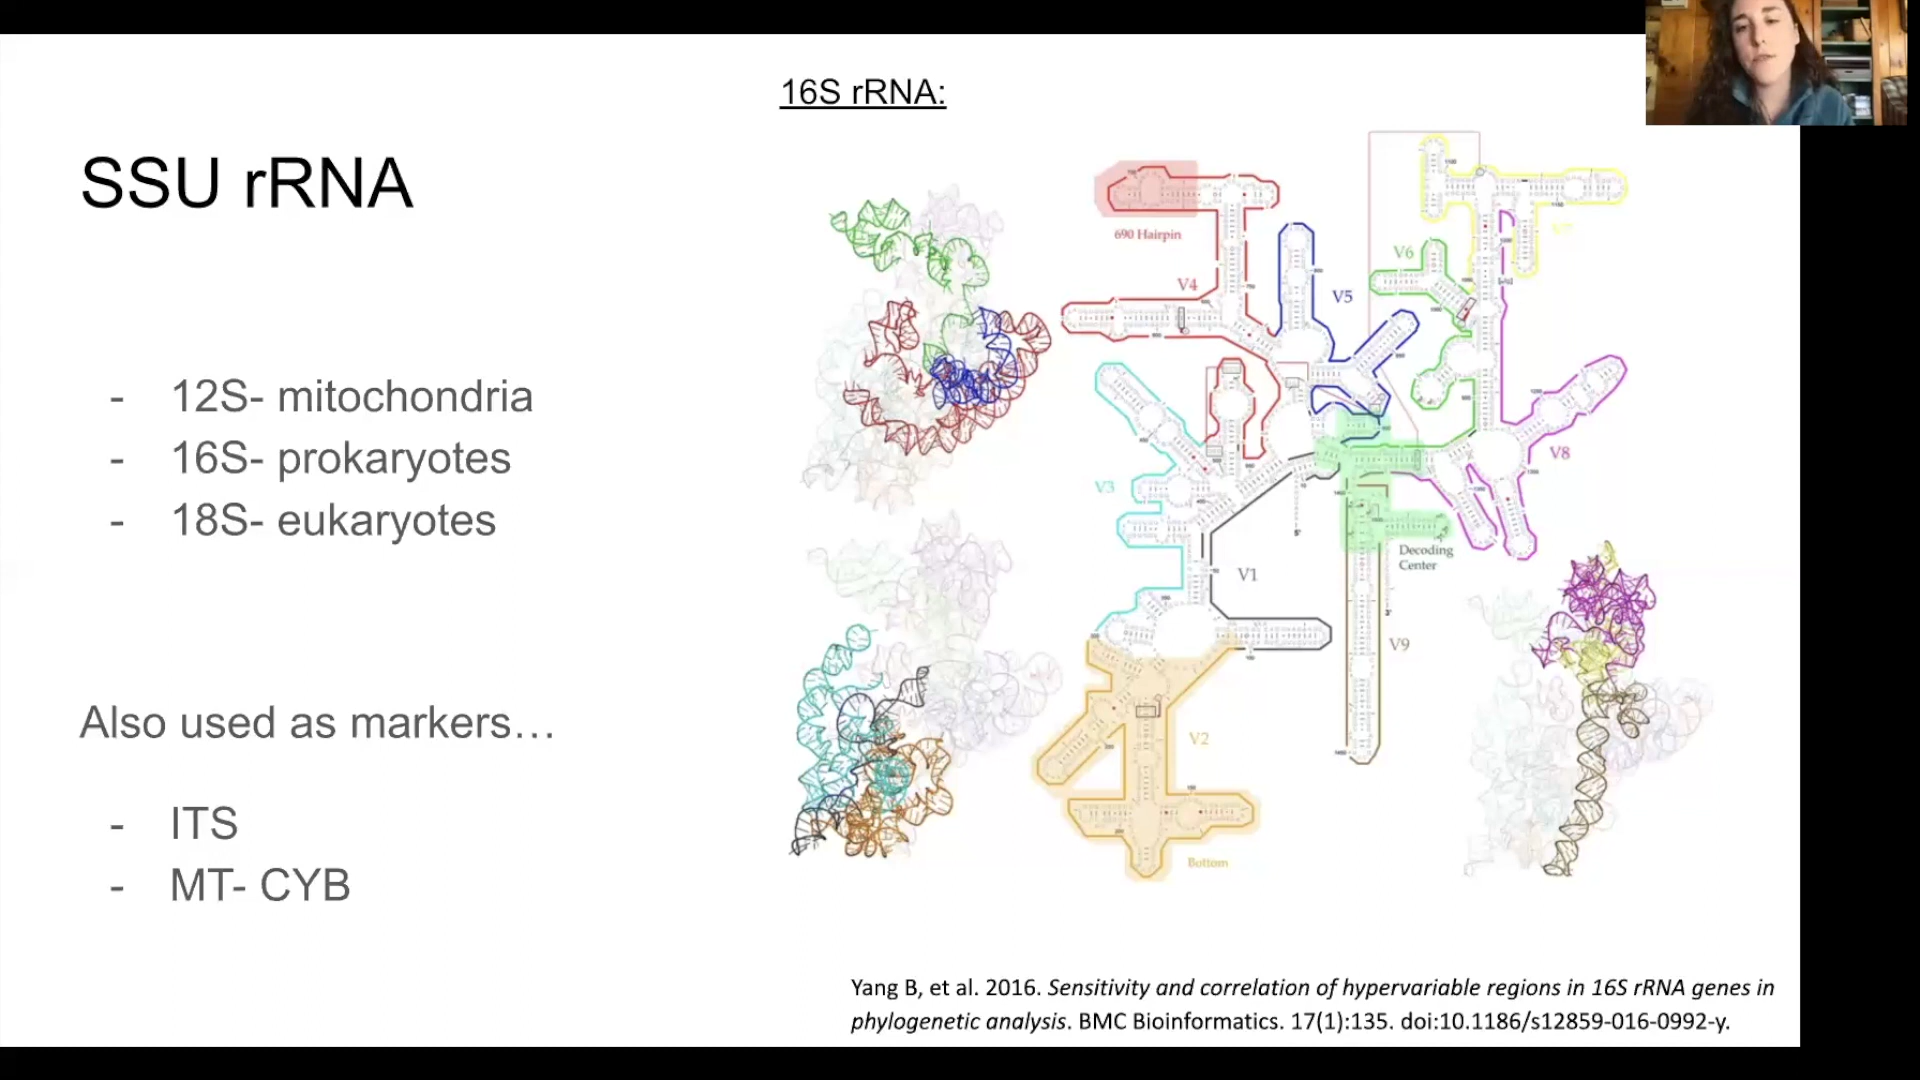 16S rRNA:
SSU rRNA
- 12S- mitochondria
- 16S- prokaryotes
- 18S- eukaryotes
Also used as markers…
- ITS
- MT- CYB
690 Hairpin
V4
V5
V6
V7
V8
V3
Decoding
Center
V1
V9
V2
Bottom
Yang B, et al. 2016. Sensitivity and correlation of hypervariable regions in 16S rRNA genes in
phylogenetic analysis. BMC Bioinformatics. 17(1):135. doi:10.1186/s12859-016-0992-y.